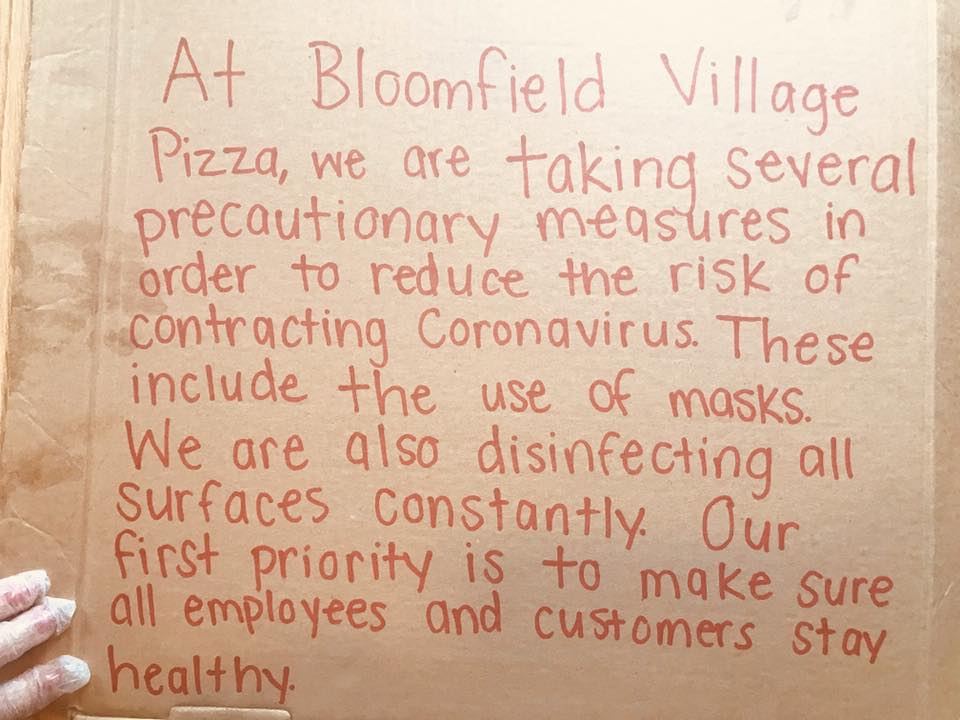 At Bloomfield Village
Pizza, we are taking several
precautionary measures in
order to reduce the risk of
contracting Coronavirus. These
include the use of masks.
We are also disinfecting all
surfaces constantly. Our
first priority is to make sure
all employees and customers stay
healthy.